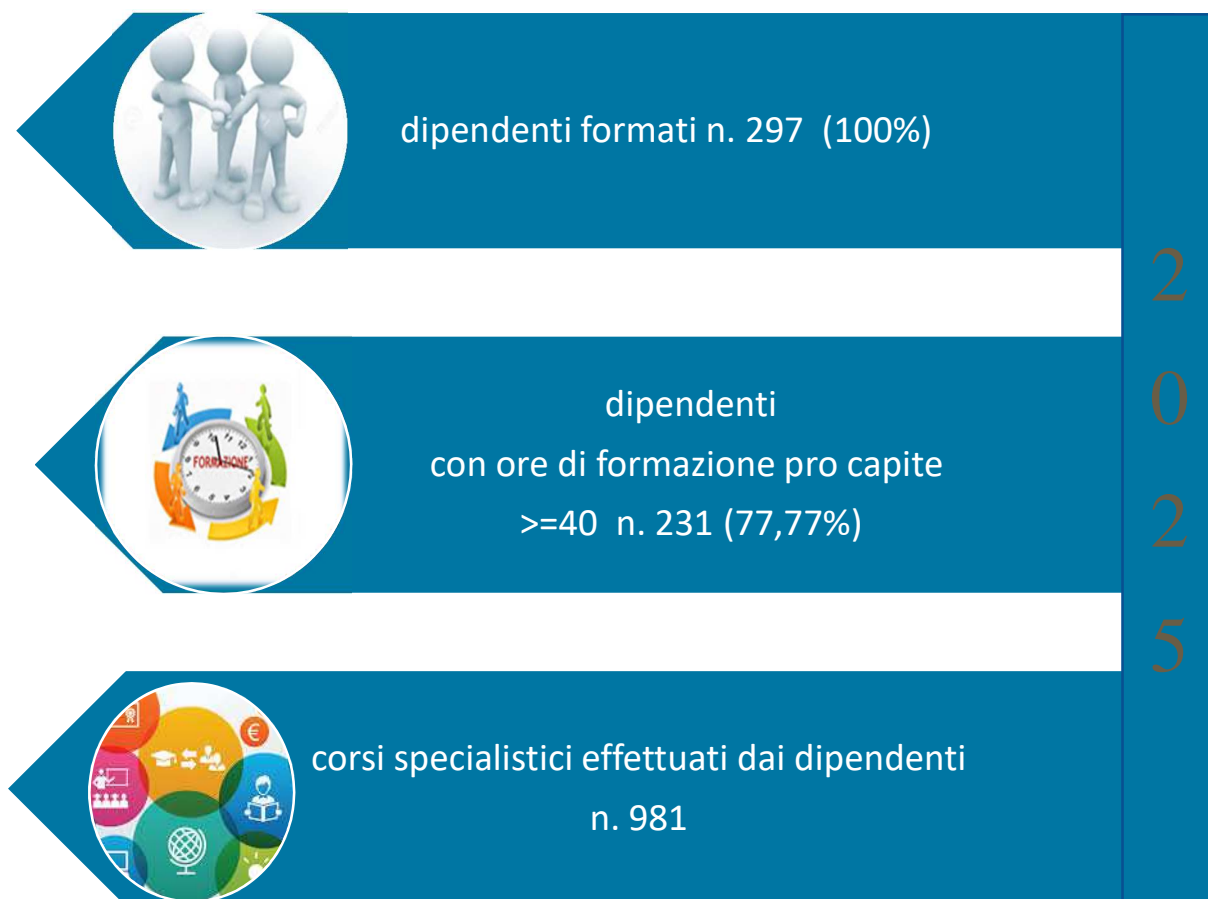 dipendenti formati n. 297 (100%)
dipendenti
con ore di formazione pro capite
>=40 n. 231 (77,77%)
FORMAZIONE
corsi specialistici effettuati dai dipendenti
n. 981
2
0
2
5